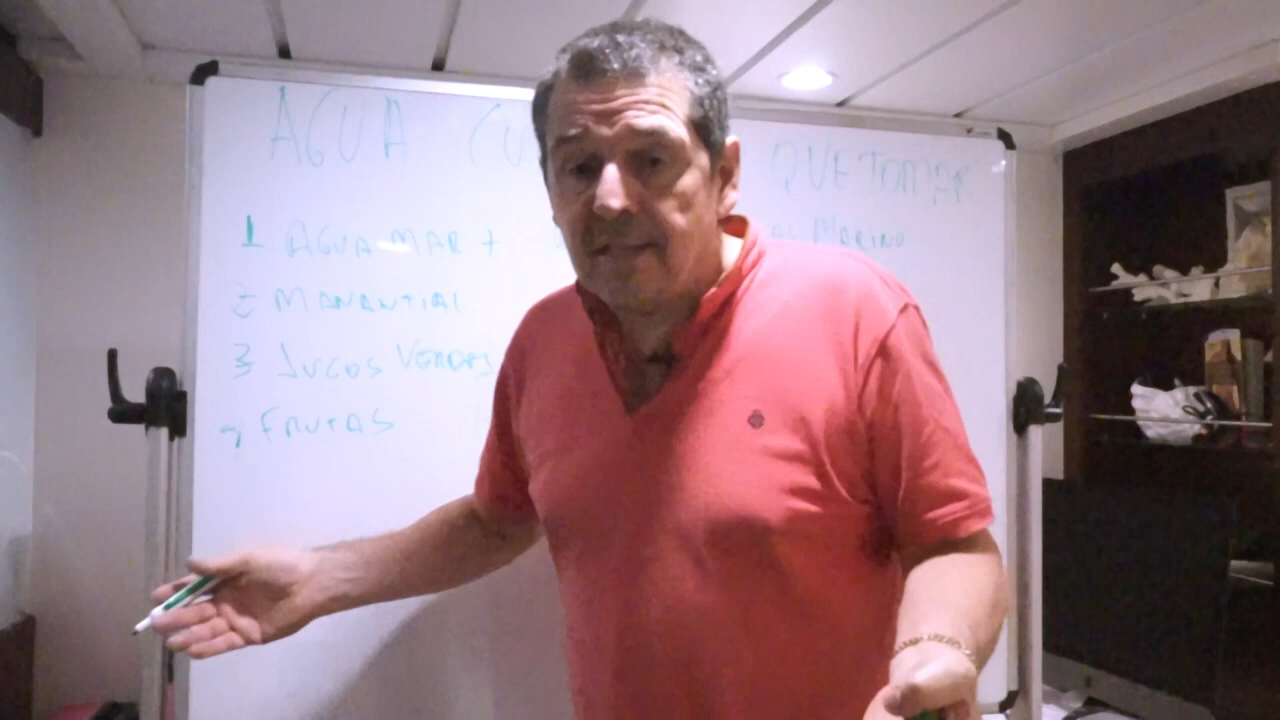 AGUA QUE TOMAR
1 AGUA MAR + MARINO
2 MANANTIAL
3 JUGOS VERDES
4 FRUTAS